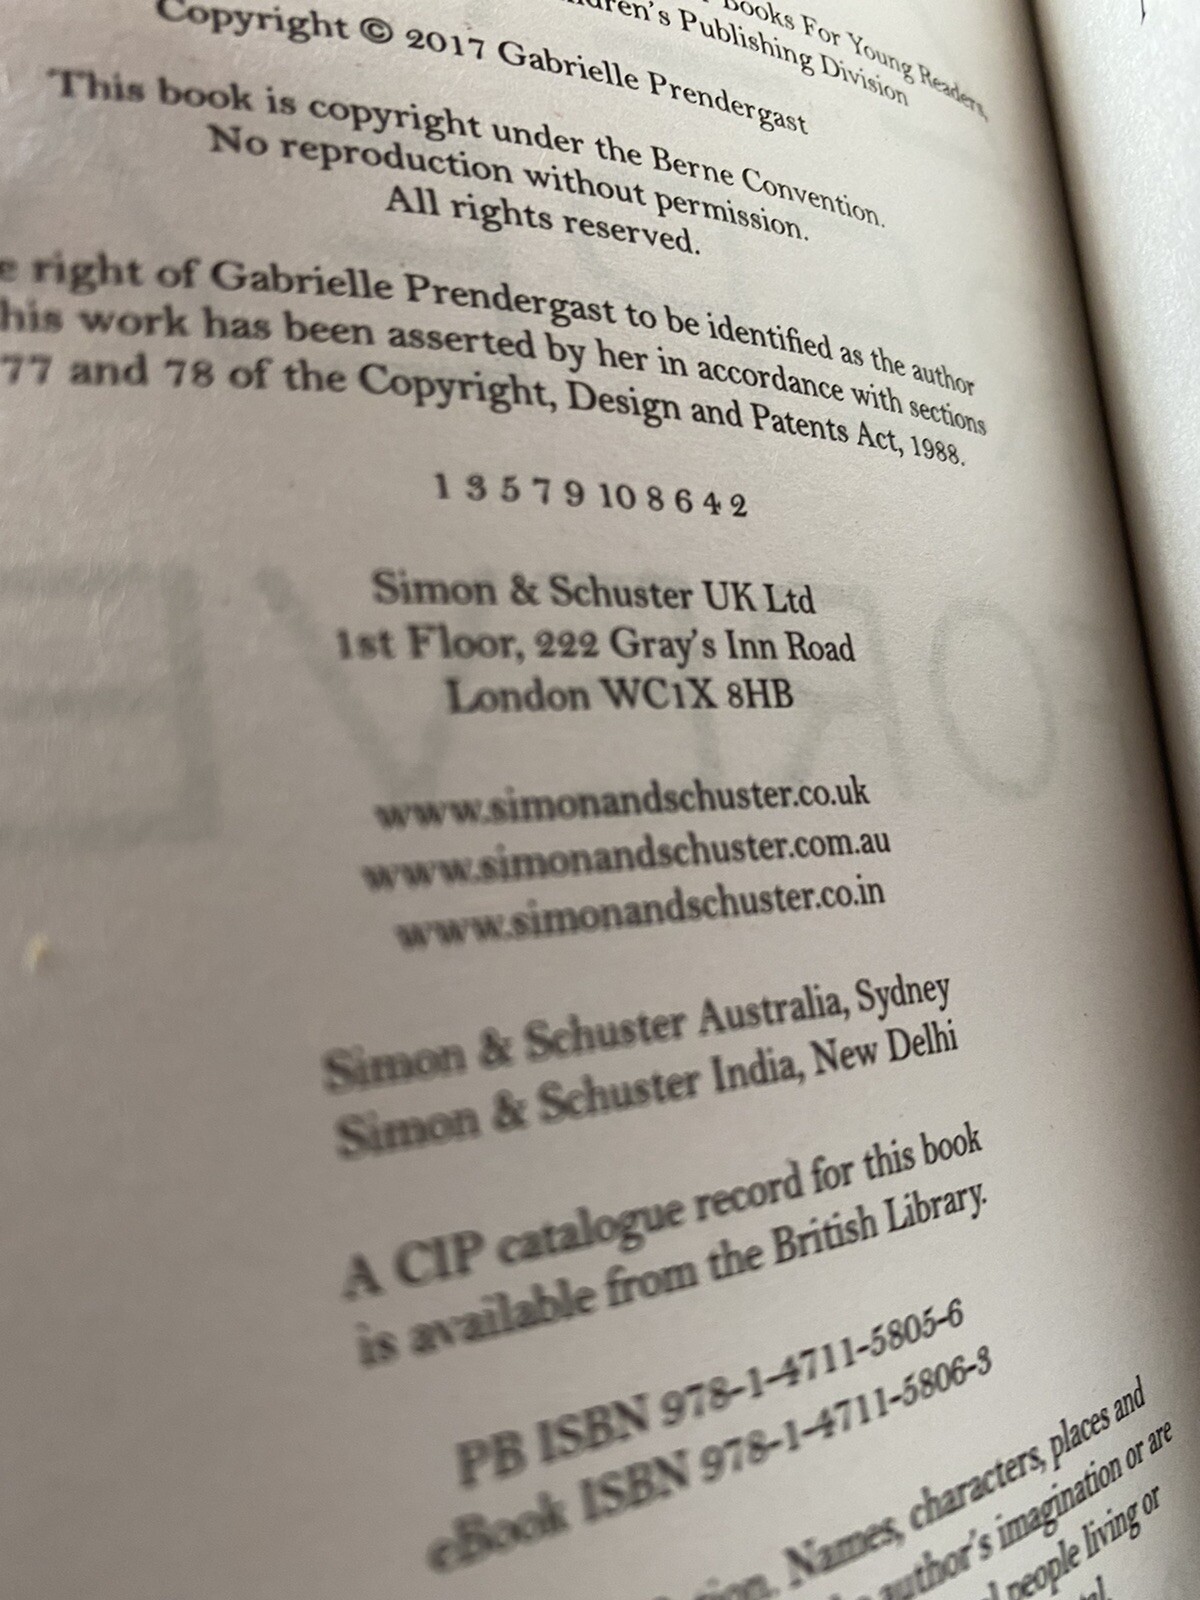 Books For Young Readers,
Children's Publishing Division
Copyright © 2017 Gabrielle Prendergast
This book is copyright under the Berne Convention.
No reproduction without permission.
All rights reserved.
right of Gabrielle Prendergast to be identified as the author
this work has been asserted by her in accordance with sections
77 and 78 of the Copyright, Design and Patents Act, 1988.
1 3 5 7 9 10 8 6 4 2
Simon & Schuster UK Ltd
1st Floor, 222 Gray's Inn Road
London WC1X 8HB
www.simonandschuster.co.uk
www.simonandschuster.com.au
www.simonandschuster.co.in
Simon & Schuster Australia, Sydney
Simon & Schuster India, New Delhi
A CIP catalogue record for this book
is available from the British Library.
PB ISBN 978-1-4711-5805-6
eBook ISBN 978-1-4711-5806-3
Names, characters, places and
author's imagination or are
people living or